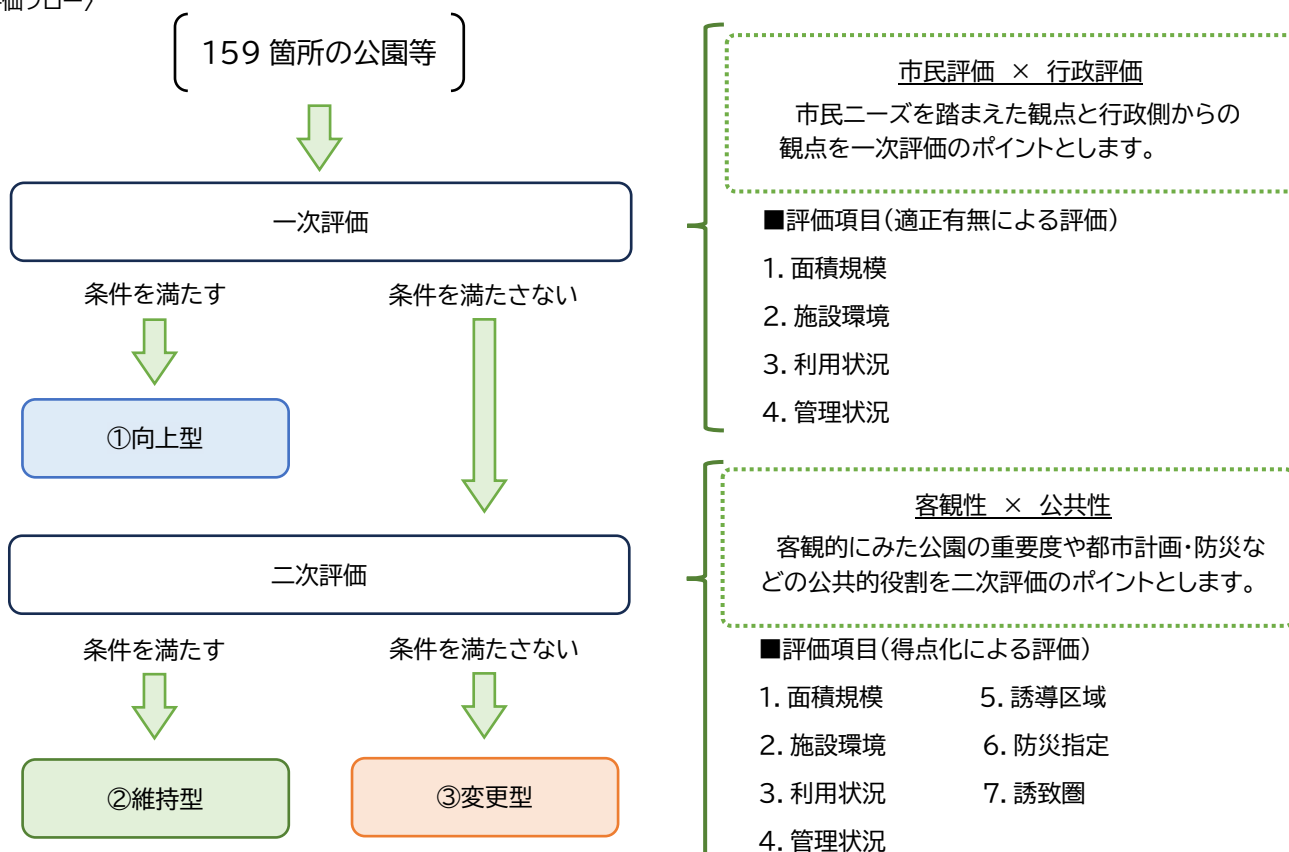 価フロー〉
159 箇所の公園等
一次評価
条件を満たす
条件を満たさない
①向上型
二次評価
条件を満たす
条件を満たさない
②維持型
③変更型
市民評価 × 行政評価
市民ニーズを踏まえた観点と行政側からの
観点を一次評価のポイントとします。
■評価項目(適正有無による評価)
1. 面積規模
2. 施設環境
3. 利用状況
4. 管理状況
客観性 × 公共性
客観的にみた公園の重要度や都市計画・防災な
どの公共的役割を二次評価のポイントとします。
■評価項目(得点化による評価)
1. 面積規模
2. 施設環境
3. 利用状況
4. 管理状況
5. 誘導区域
6. 防災指定
7. 誘致圏